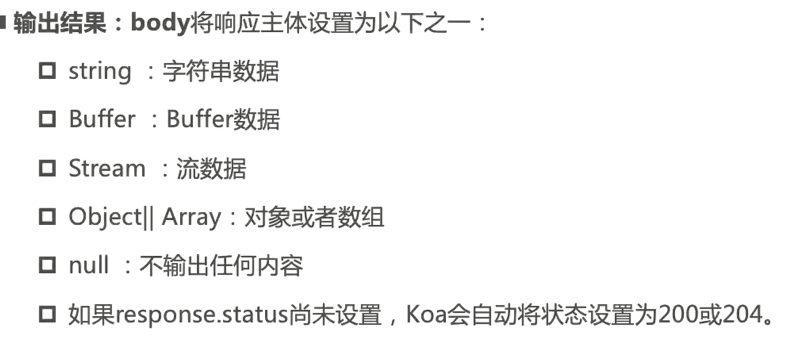 输出结果：body将响应主体设置为以下之一：
string ：字符串数据
Buffer ：Buffer数据
Stream ：流数据
Object|| Array：对象或者数组
null ：不输出任何内容
如果response.status尚未设置，Koa会自动将状态设置为200或204。